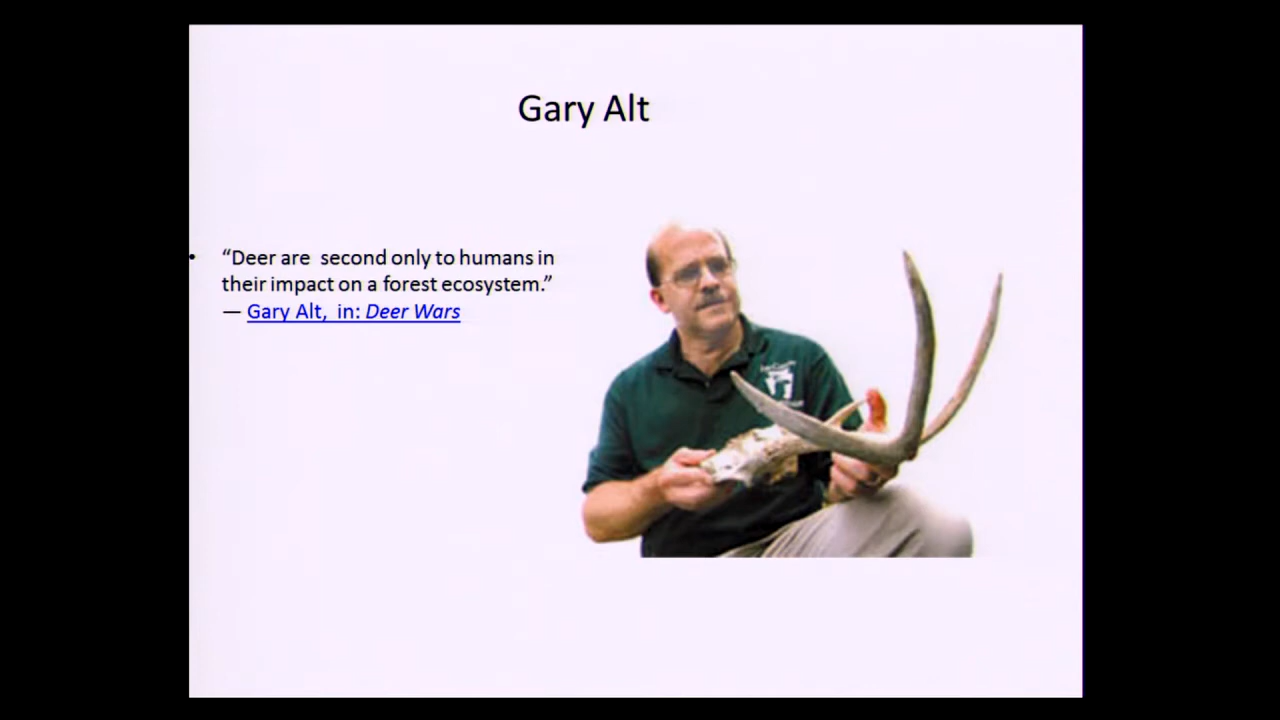 Gary Alt
• “Deer are  second only to humans in
their impact on a forest ecosystem.”
— Gary Alt,  in: Deer Wars